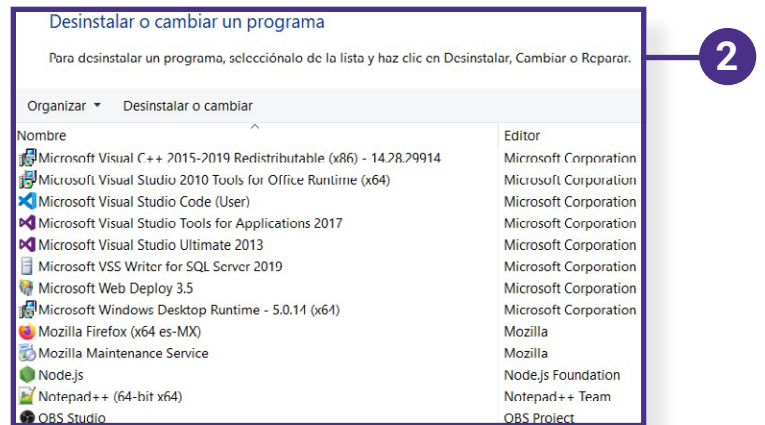 Desinstalar o cambiar un programa
Para desinstalar un programa, selecciónalo de la lista y haz clic en Desinstalar, Cambiar o Reparar.
2
Organizar Desinstalar o cambiar
Nombre Editor
Microsoft Visual C++ 2015-2019 Redistributable (x86) - 14.28.29914 Microsoft Corporation
Microsoft Visual Studio 2010 Tools for Office Runtime (x64) Microsoft Corporation
Microsoft Visual Studio Code (User) Microsoft Corporation
Microsoft Visual Studio Tools for Applications 2017 Microsoft Corporation
Microsoft Visual Studio Ultimate 2013 Microsoft Corporation
Microsoft VSS Writer for SQL Server 2019 Microsoft Corporation
Microsoft Web Deploy 3.5 Microsoft Corporation
Microsoft Windows Desktop Runtime - 5.0.14 (x64) Microsoft Corporation
Mozilla Firefox (x64 es-MX) Mozilla
Mozilla Maintenance Service Mozilla
Node.js Node.js Foundation
Notepad++ (64-bit x64) Notepad++ Team
OBS Studio OBS Project